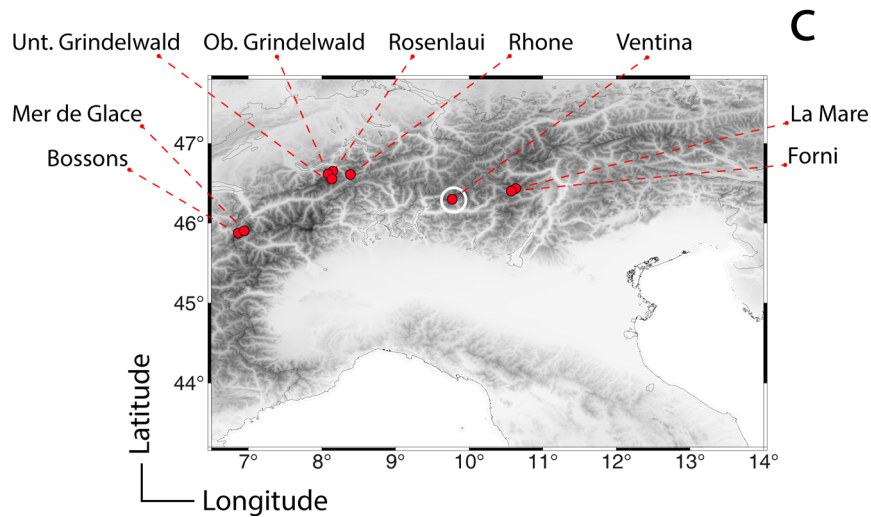 C
Unt. Grindelwald
Ob. Grindelwald
Rosenlaui
Rhone
Ventina
Mer de Glace
Bossons
La Mare
Forni
47°
46°
45°
44°
7°
8°
9°
10°
11°
12°
13°
14°
Latitude
Longitude